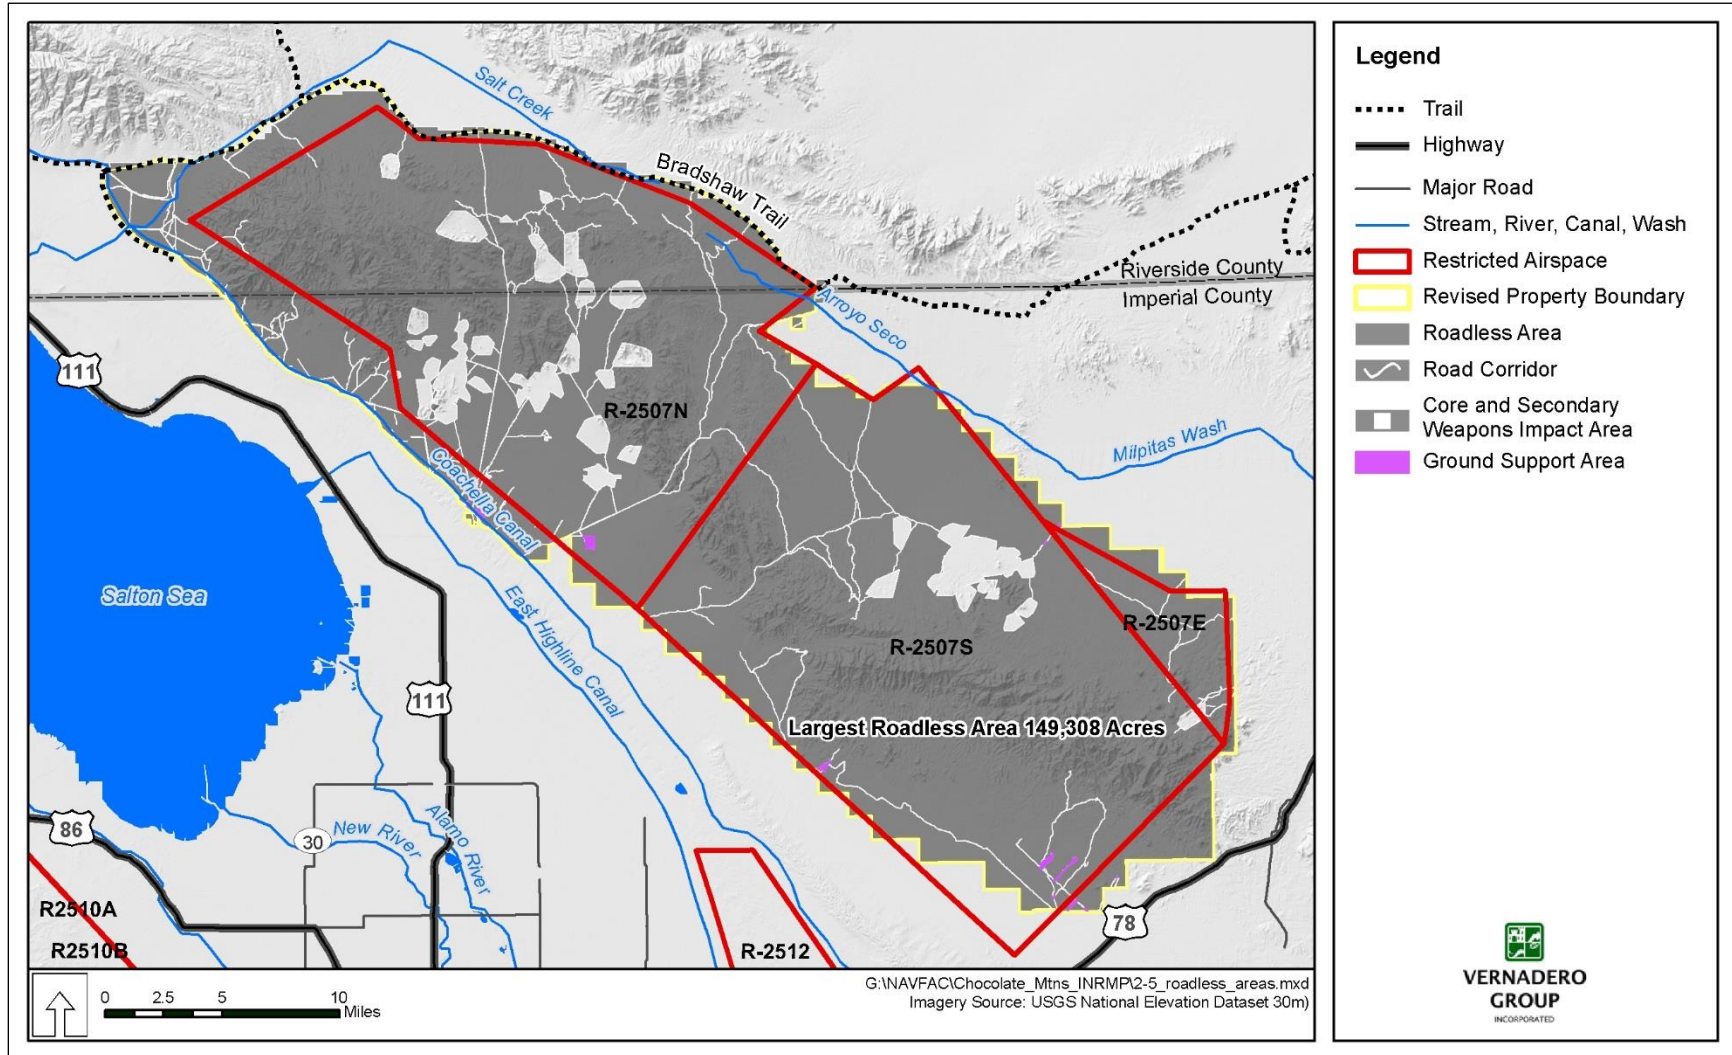 Salt Creek
Bradshaw Trail
Riverside County
Imperial County
Arroyo Seco
111
R-2507N
Milpitas Wash
Coachella Canal
Salton Sea
East Highline Canal
R-2507E
R-2507S
111
Largest Roadless Area 149,308 Acres
86
30
New River
Alamo River
R2510A
R2510B
R-2512
78
0 2.5 5 10
Miles
G:\NAVFAC\Chocolate_Mtns_INRMP\2-5_roadless_areas.mxd
Imagery Source: USGS National Elevation Dataset 30m)
Legend
Trail
Highway
Major Road
Stream, River, Canal, Wash
Restricted Airspace
Revised Property Boundary
Roadless Area
Road Corridor
Core and Secondary
Weapons Impact Area
Ground Support Area
VERNADERO
GROUP
INCORPORATED